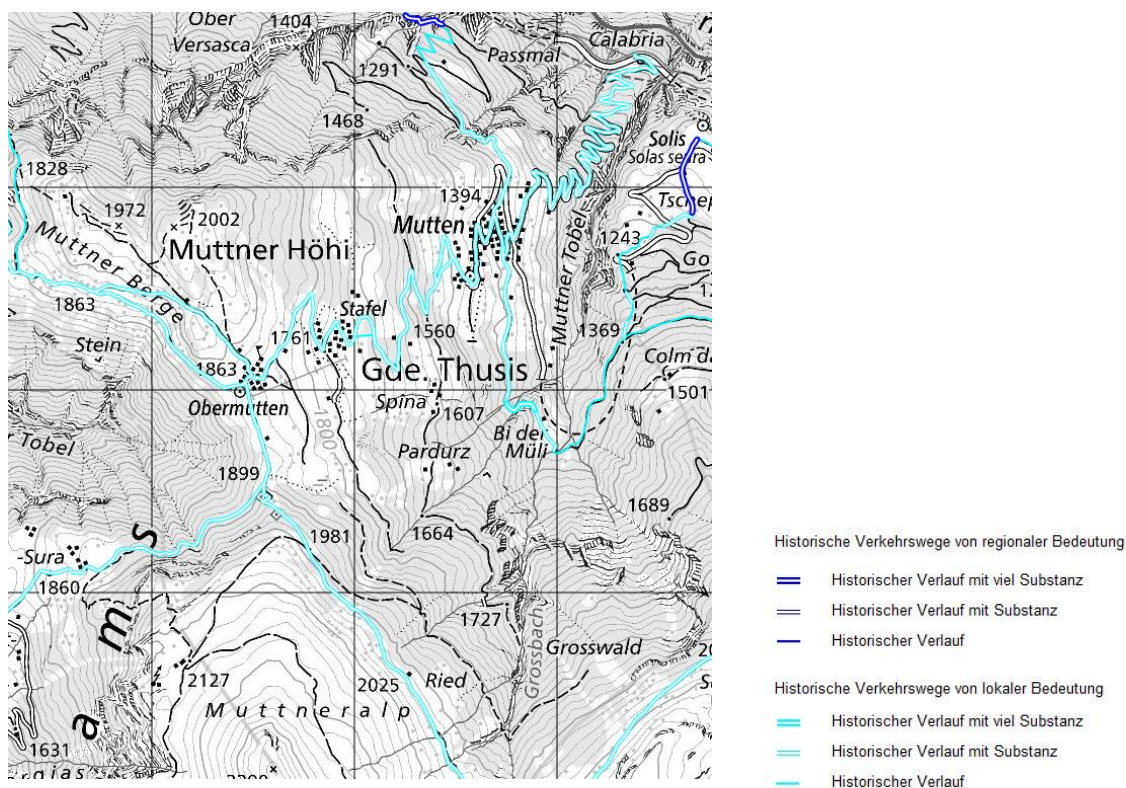 Ober
Versasca
1404
Passmal
Calabria
1291
1468
Solis
Solas
1828
1972
2002
1394
Mutten
Muttner Höhi
Muttner Tobel
1243
Muttner Berge
1863
Stafel
1560
1761
1369
Stein
1863
Gde. Thusis
Colm da
1501
Obermutten
Spina
1607
1800
Tobel
Bi der
Müli
Pardurz
1899
1689
1981
1664
-Sura
1860
ams
1727
Grossbach
Grosswald
2127
2025
Ried
Muttneralp
1631
Historische Verkehrswege von regionaler Bedeutung
Historischer Verlauf mit viel Substanz
Historischer Verlauf mit Substanz
Historischer Verlauf
Historische Verkehrswege von lokaler Bedeutung
Historischer Verlauf mit viel Substanz
Historischer Verlauf mit Substanz
Historischer Verlauf